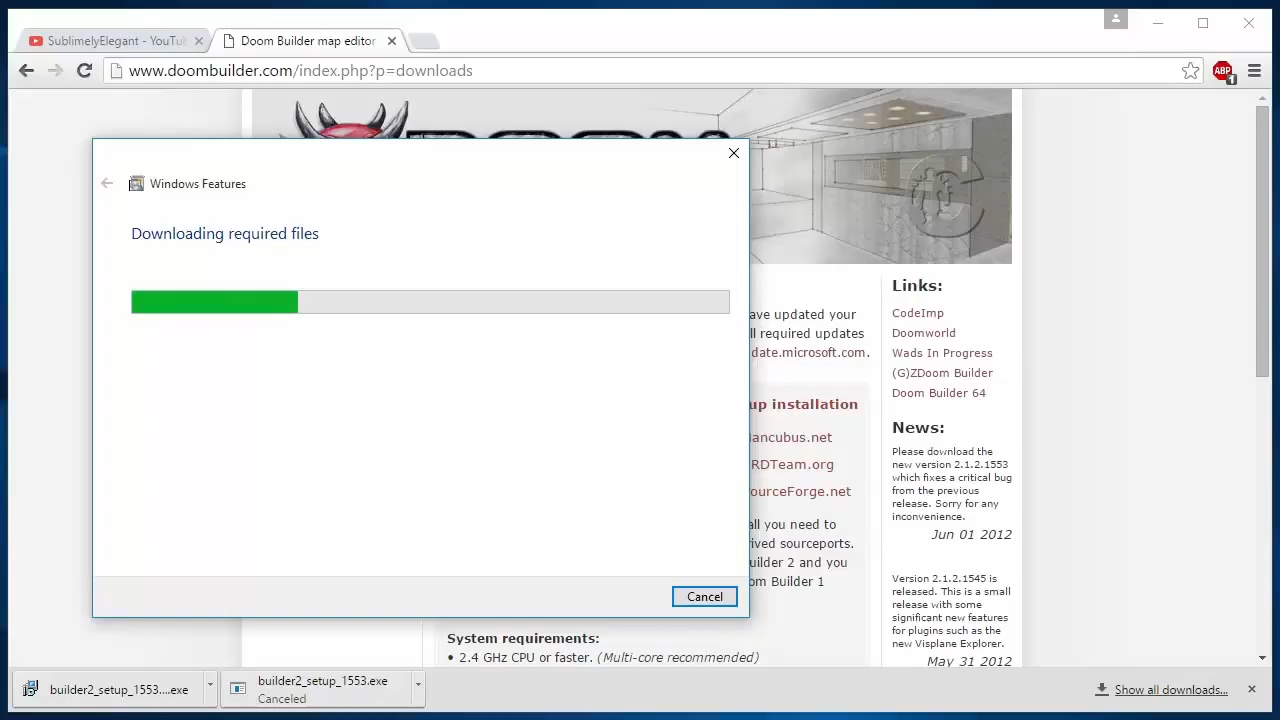 SublimelyElegant - YouTu
Doom Builder map editor
www.doombuilder.com/index.php?p=downloads
ABP
1
Windows Features
Downloading required files
Cancel
ave updated your
ll required updates
date.microsoft.com.
up installation
ancubus.net
RDTeam.org
ourceForge.net
all you need to
rived sourceports.
uilder 2 and you
om Builder 1
System requirements:
• 2.4 GHz CPU or faster. (Multi-core recommended)
Links:
CodeImp
Doomworld
Wads In Progress
(G)ZDoom Builder
Doom Builder 64
News:
Please download the
new version 2.1.2.1553
which fixes a critical bug
from the previous
release. Sorry for any
inconvenience.
Jun 01 2012
Version 2.1.2.1545 is
released. This is a small
release with some
significant new features
for plugins such as the
new Visplane Explorer.
May 31 2012
builder2_setup_1553....exe
builder2_setup_1553.exe
Canceled
Show all downloads...